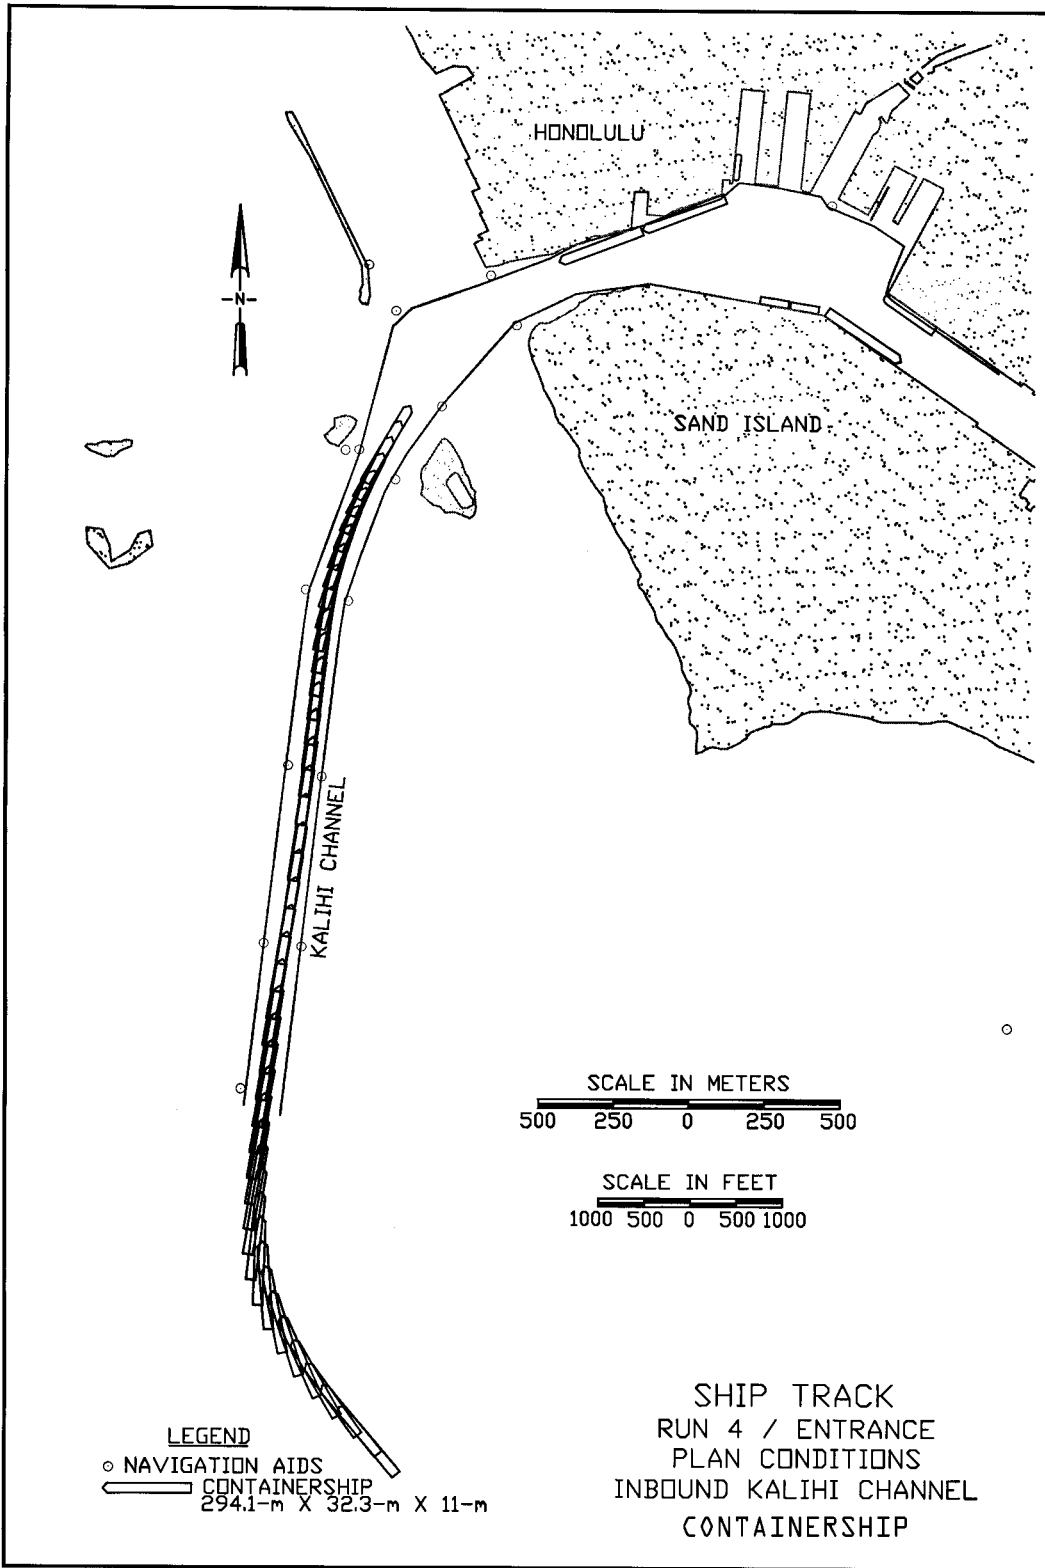 HONOLULU
-N-
SAND ISLAND
KALIHI CHANNEL
SCALE IN METERS
500 250 0 250 500
SCALE IN FEET
1000 500 0 500 1000
LEGEND
NAVIGATION AIDS
CONTAINERSHIP
294.1-m X 32.3-m X 11-m
SHIP TRACK
RUN 4 / ENTRANCE
PLAN CONDITIONS
INBOUND KALIHI CHANNEL
CONTAINERSHIP